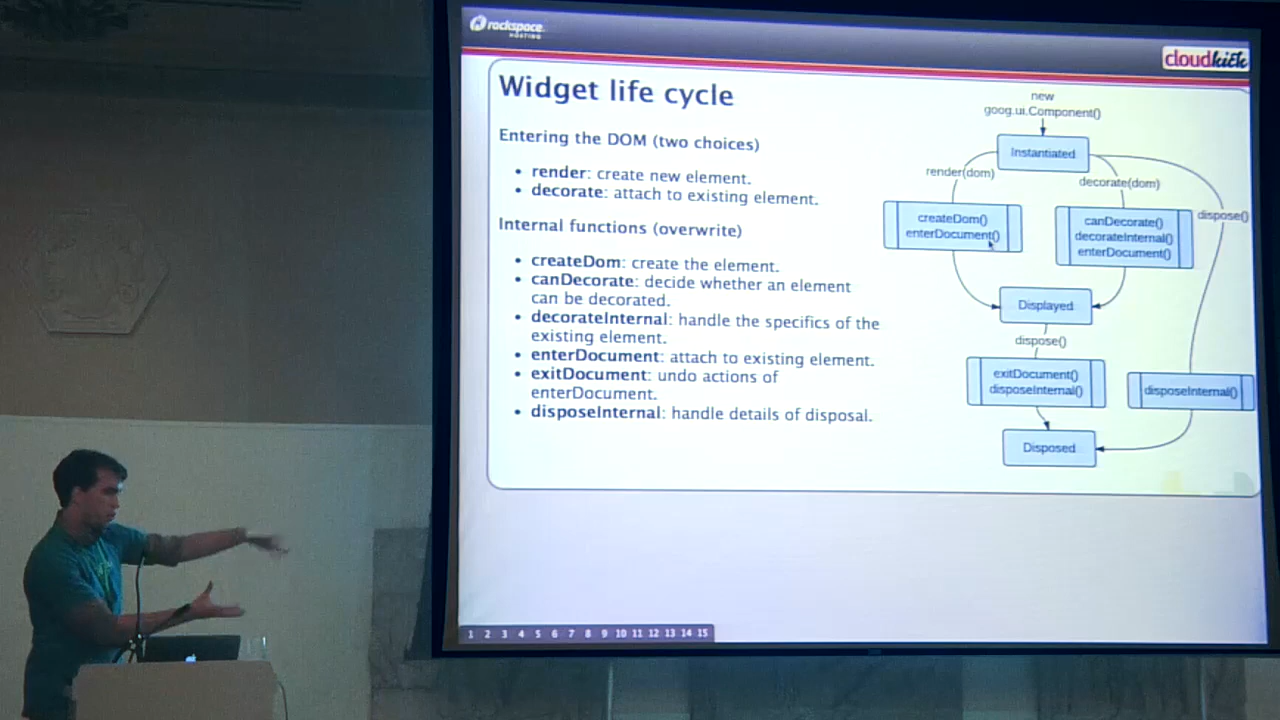 rackspace
HOSTING
cloudkick
Widget life cycle
Entering the DOM (two choices)
• render: create new element.
• decorate: attach to existing element.
Internal functions (overwrite)
• createDom: create the element.
• canDecorate: decide whether an element
can be decorated.
• decorateInternal: handle the specifics of the
existing element.
• enterDocument: attach to existing element.
• exitDocument: undo actions of
enterDocument.
• disposeInternal: handle details of disposal.
new
goog.ui.Component()
Instantiated
render(dom)
decorate(dom)
dispose()
createDom()
enterDocument()
canDecorate()
decorateInternal()
enterDocument()
Displayed
dispose()
exitDocument()
disposeInternal()
disposeInternal()
Disposed
1 2 3 4 5 6 7 8 9 10 11 12 13 14 15